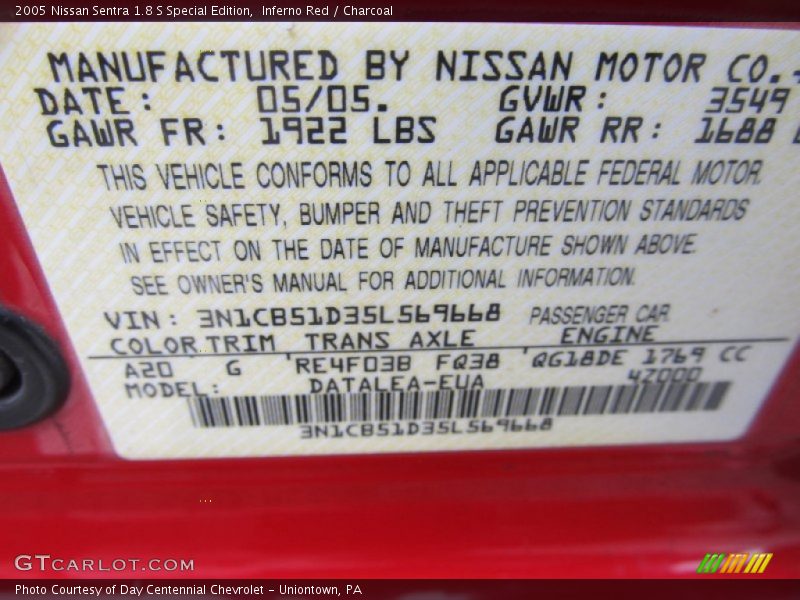 2005 Nissan Sentra 1.8 S Special Edition, Inferno Red / Charcoal
MANUFACTURED BY NISSAN MOTOR CO.,
DATE: 05/05. GVWR: 3549
GAWR FR: 1922 LBS GAWR RR: 1688
THIS VEHICLE CONFORMS TO ALL APPLICABLE FEDERAL MOTOR
VEHICLE SAFETY, BUMPER AND THEFT PREVENTION STANDARDS
IN EFFECT ON THE DATE OF MANUFACTURE SHOWN ABOVE.
SEE OWNER'S MANUAL FOR ADDITIONAL INFORMATION.
VIN: 3N1CB51D35L569668 PASSENGER CAR
COLOR TRIM TRANS AXLE ENGINE
A20 G 'RE4F03B FQ38 'QG18DE 1769 CC
MODEL: DATALEA-EUA 4Z000
3N1CB51D35L569668
GTCARLOT.COM
Photo Courtesy of Day Centennial Chevrolet - Uniontown, PA